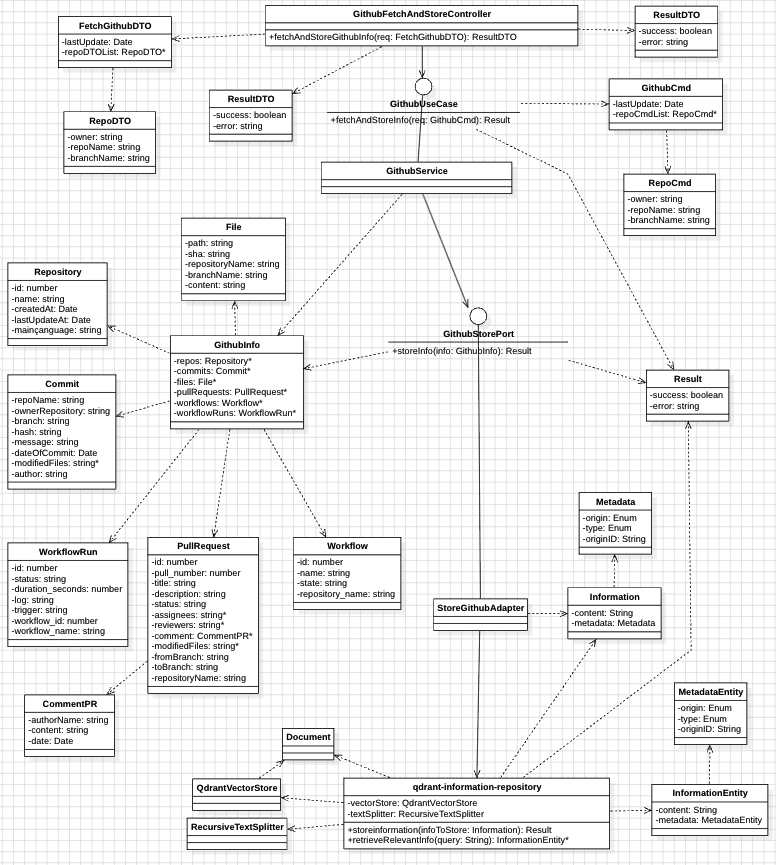 FetchGithubDTO
-lastUpdate: Date
-repoDTOList: RepoDTO*
GithubFetchAndStoreController
+fetchAndStoreGithubInfo(req: FetchGithubDTO): ResultDTO
ResultDTO
-success: boolean
-error: string
RepoDTO
-owner: string
-repoName: string
-branchName: string
ResultDTO
-success: boolean
-error: string
GithubUseCase
+fetchAndStoreInfo(req: GithubCmd): Result
GithubCmd
-lastUpdate: Date
-repoCmdList: RepoCmd*
GithubService
RepoCmd
-owner: string
-repoName: string
-branchName: string
File
-path: string
-sha: string
-repositoryName: string
-branchName: string
-content: string
Repository
-id: number
-name: string
-createdAt: Date
-lastUpdateAt: Date
-mainçanguage: string
GithubInfo
-repos: Repository*
-commits: Commit*
-files: File*
-pullRequests: PullRequest*
-workflows: Workflow*
-workflowRuns: WorkflowRun*
GithubStorePort
+storeInfo(info: GithubInfo): Result
Commit
-repoName: string
-ownerRepository: string
-branch: string
-hash: string
-message: string
-dateOfCommit: Date
-modifiedFiles: string*
-author: string
Result
-success: boolean
-error: string
Metadata
-origin: Enum
-type: Enum
-originID: String
WorkflowRun
-id: number
-status: string
-duration_seconds: number
-log: string
-trigger: string
-workflow_id: number
-workflow_name: string
PullRequest
-id: number
-pull_number: number
-title: string
-description: string
-status: string
-assignees: string*
-reviewers: string*
-comment: CommentPR*
-modifiedFiles: string*
-fromBranch: string
-toBranch: string
-repositoryName: string
Workflow
-id: number
-name: string
-state: string
-repository_name: string
StoreGithubAdapter
Information
-content: String
-metadata: Metadata
CommentPR
-authorName: string
-content: string
-date: Date
MetadataEntity
-origin: Enum
-type: Enum
-originID: String
Document
QdrantVectorStore
RecursiveTextSplitter
qdrant-information-repository
-vectorStore: QdrantVectorStore
-textSplitter: RecursiveTextSplitter
+storeinformation(infoToStore: Information): Result
+retrieveRelevantInfo(query: String): InformationEntity*
InformationEntity
-content: String
-metadata: MetadataEntity